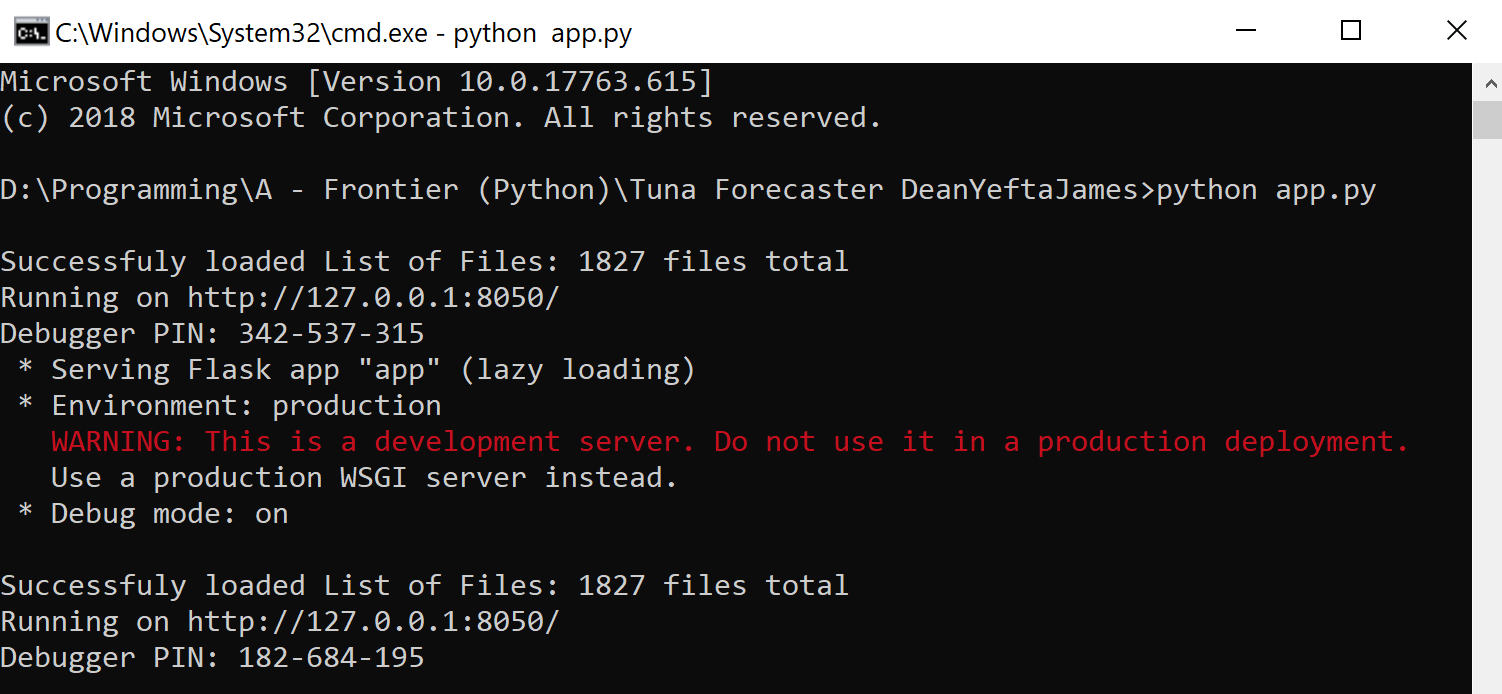 C:\Windows\System32\cmd.exe - python  app.py
Microsoft Windows [Version 10.0.17763.615]
(c) 2018 Microsoft Corporation. All rights reserved.
D:\Programming\A - Frontier (Python)\Tuna Forecaster DeanYeftaJames>python app.py
Successfuly loaded List of Files: 1827 files total
Running on http://127.0.0.1:8050/
Debugger PIN: 342-537-315
 * Serving Flask app "app" (lazy loading)
 * Environment: production
   WARNING: This is a development server. Do not use it in a production deployment.
   Use a production WSGI server instead.
 * Debug mode: on
Successfuly loaded List of Files: 1827 files total
Running on http://127.0.0.1:8050/
Debugger PIN: 182-684-195